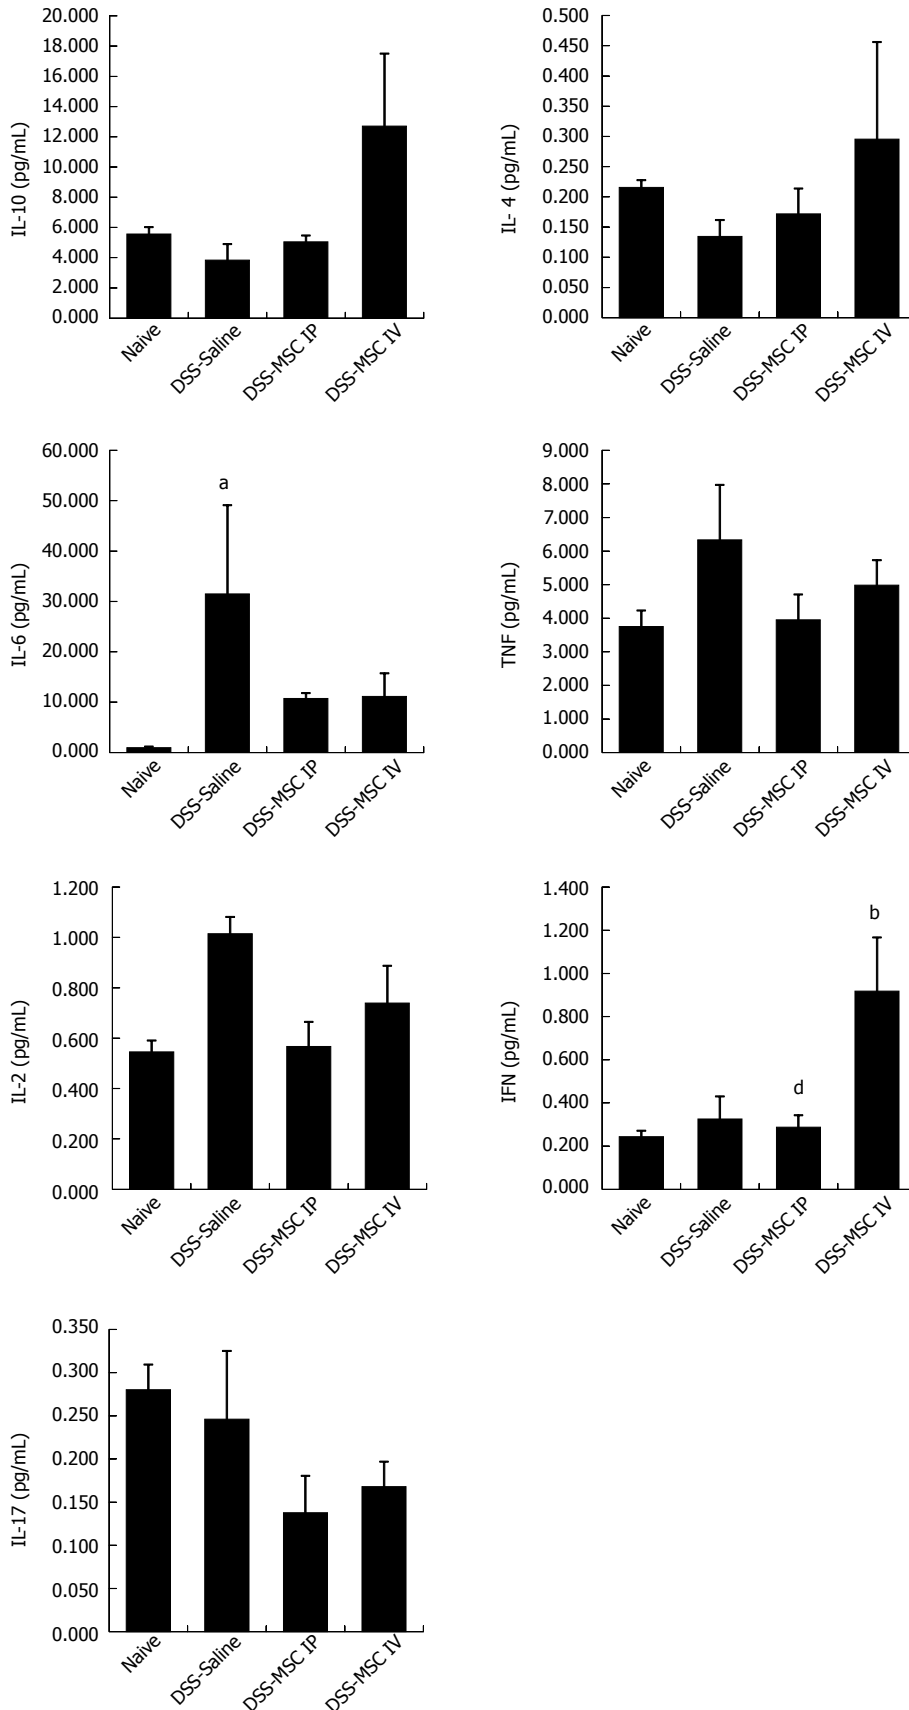 20.000
18.000
16.000
14.000
12.000
10.000
8.000
6.000
4.000
2.000
0.000
IL-10 (pg/mL)
Naive
DSS-Saline
DSS-MSC IP
DSS-MSC IV
0.500
0.450
0.400
0.350
0.300
0.250
0.200
0.150
0.100
0.050
0.000
IL- 4 (pg/mL)
Naive
DSS-Saline
DSS-MSC IP
DSS-MSC IV
60.000
50.000
40.000
30.000
20.000
10.000
0.000
IL-6 (pg/mL)
a
Naive
DSS-Saline
DSS-MSC IP
DSS-MSC IV
9.000
8.000
7.000
6.000
5.000
4.000
3.000
2.000
1.000
0.000
TNF (pg/mL)
Naive
DSS-Saline
DSS-MSC IP
DSS-MSC IV
1.200
1.000
0.800
0.600
0.400
0.200
0.000
IL-2 (pg/mL)
Naive
DSS-Saline
DSS-MSC IP
DSS-MSC IV
1.400
1.200
1.000
0.800
0.600
0.400
0.200
0.000
IFN (pg/mL)
b
d
Naive
DSS-Saline
DSS-MSC IP
DSS-MSC IV
0.350
0.300
0.250
0.200
0.150
0.100
0.050
0.000
IL-17 (pg/mL)
Naive
DSS-Saline
DSS-MSC IP
DSS-MSC IV